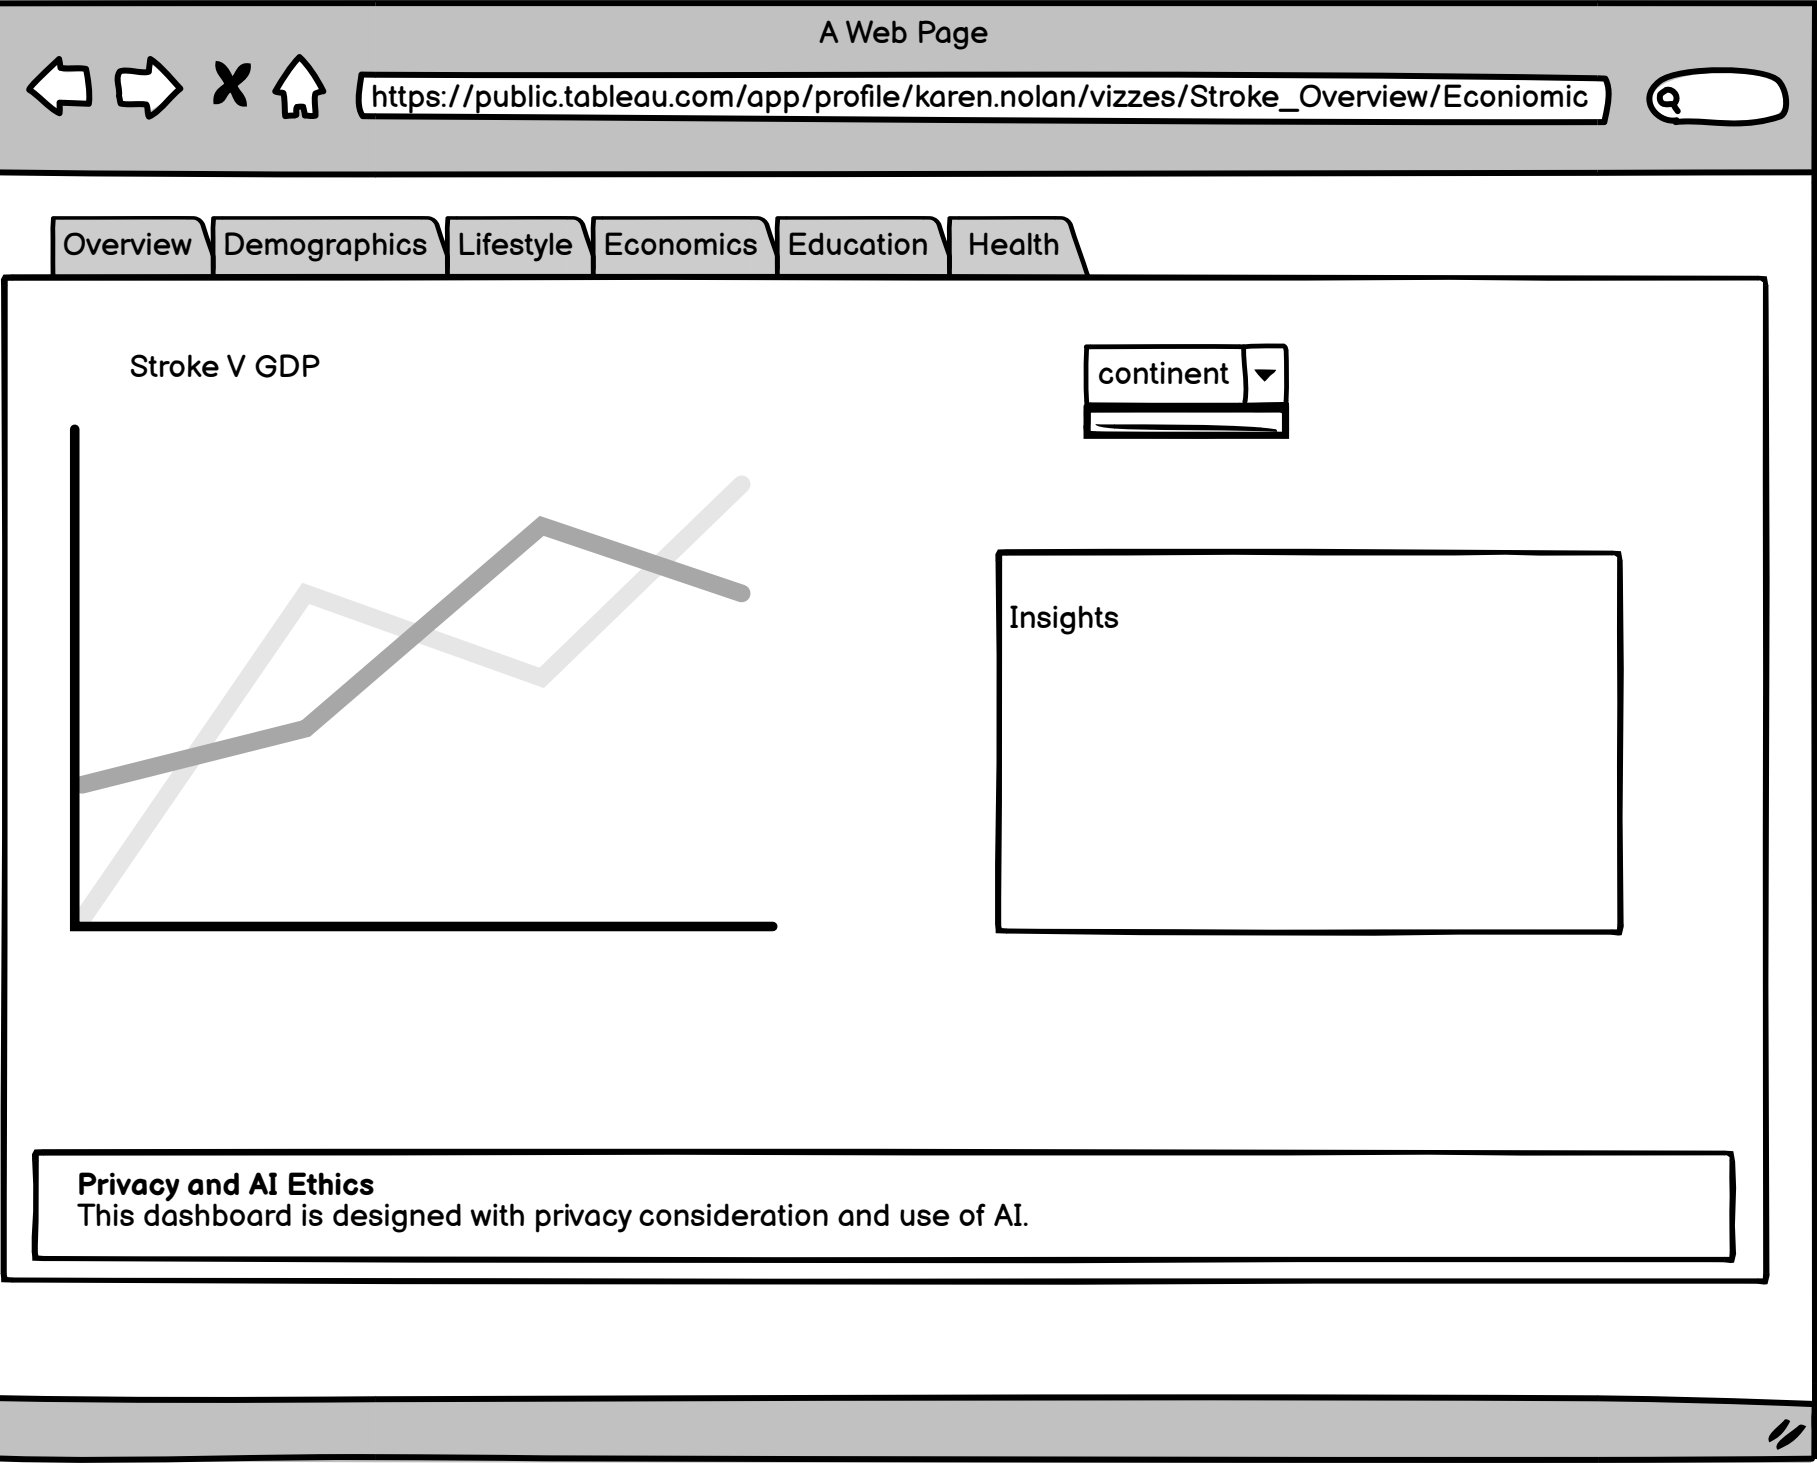 A Web Page
https://public.tableau.com/app/profile/karen.nolan/vizzes/Stroke_Overview/Econiomic
Overview Demographics Lifestyle Economics Education Health
Stroke V GDP
continent
Insights
Privacy and AI Ethics
This dashboard is designed with privacy consideration and use of AI.